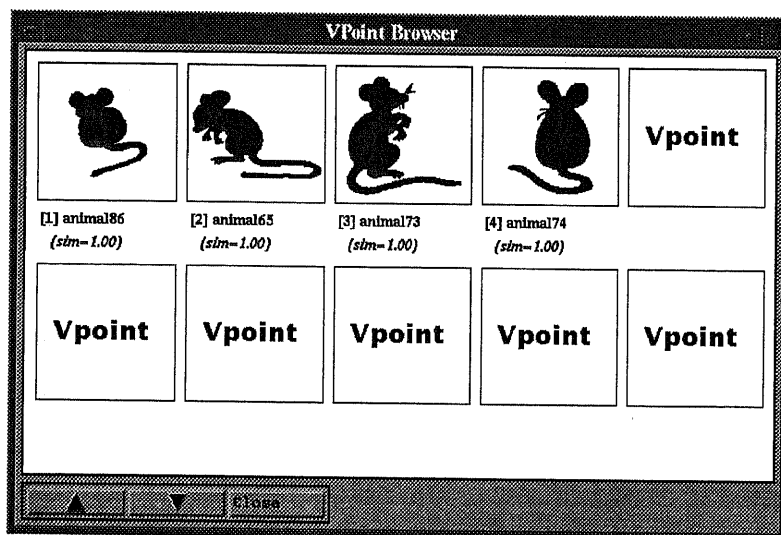 VPoint Browser
Vpoint
[1] animal86 [2] animal65 [3] animal73 [4] animal74
(sim=1.00) (sim=1.00) (sim=1.00) (sim=1.00)
Vpoint Vpoint Vpoint Vpoint Vpoint
Close